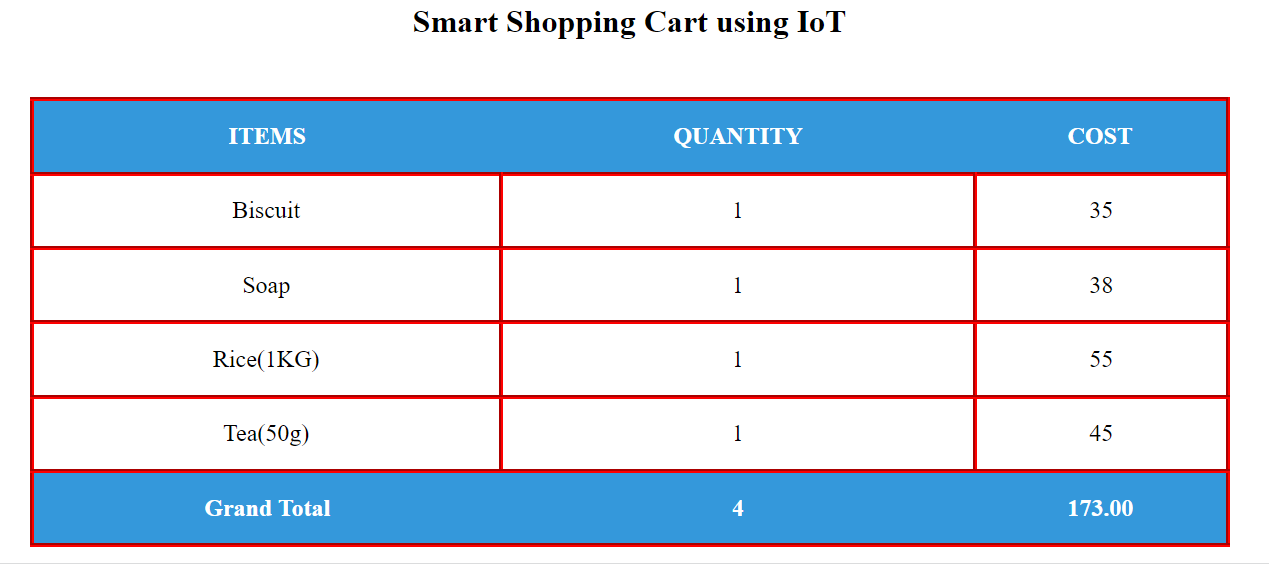 Smart Shopping Cart using IoT
ITEMS QUANTITY COST
Biscuit 1 35
Soap 1 38
Rice(1KG) 1 55
Tea(50g) 1 45
Grand Total 4 173.00